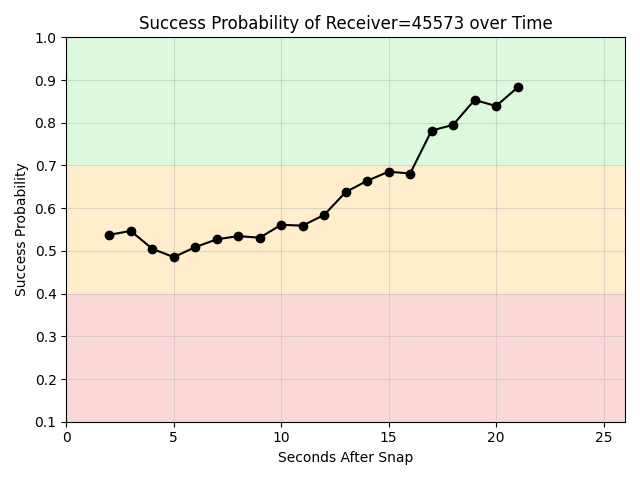 Success Probability of Receiver=45573 over Time
1.0
0.9
0.8
0.7
0.6
0.5
0.4
0.3
0.2
0.1
Success Probability
0 5 10 15 20 25
Seconds After Snap